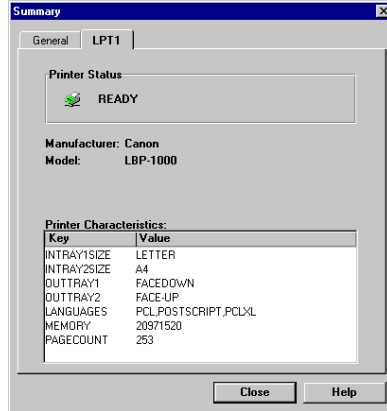 Summary
General LPT1
Printer Status
READY
Manufacturer: Canon
Model: LBP-1000
Printer Characteristics:
Key Value
INTRAY1SIZE LETTER
INTRAY2SIZE A4
OUTTRAY1 FACEDOWN
OUTTRAY2 FACE-UP
LANGUAGES PCL,POSTSCRIPT,PCLXL
MEMORY 20971520
PAGECOUNT 253
Close Help